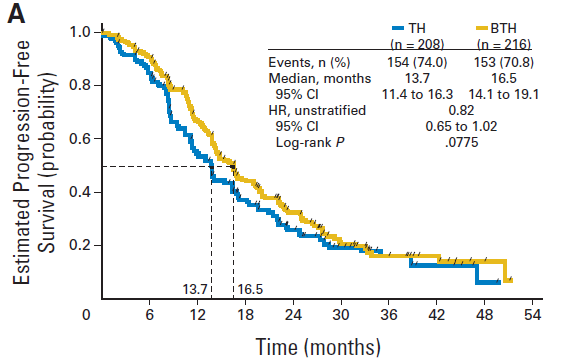 A
TH BTH
(n = 208) (n = 216)
Events, n (%) 154 (74.0) 153 (70.8)
Median, months 13.7 16.5
95% CI 11.4 to 16.3 14.1 to 19.1
HR, unstratified 0.82
95% CI 0.65 to 1.02
Log-rank P .0775
Estimated Progression-Free
Survival (probability)
1.0
0.8
0.6
0.4
0.2
13.7 16.5
0 6 12 18 24 30 36 42 48 54
Time (months)